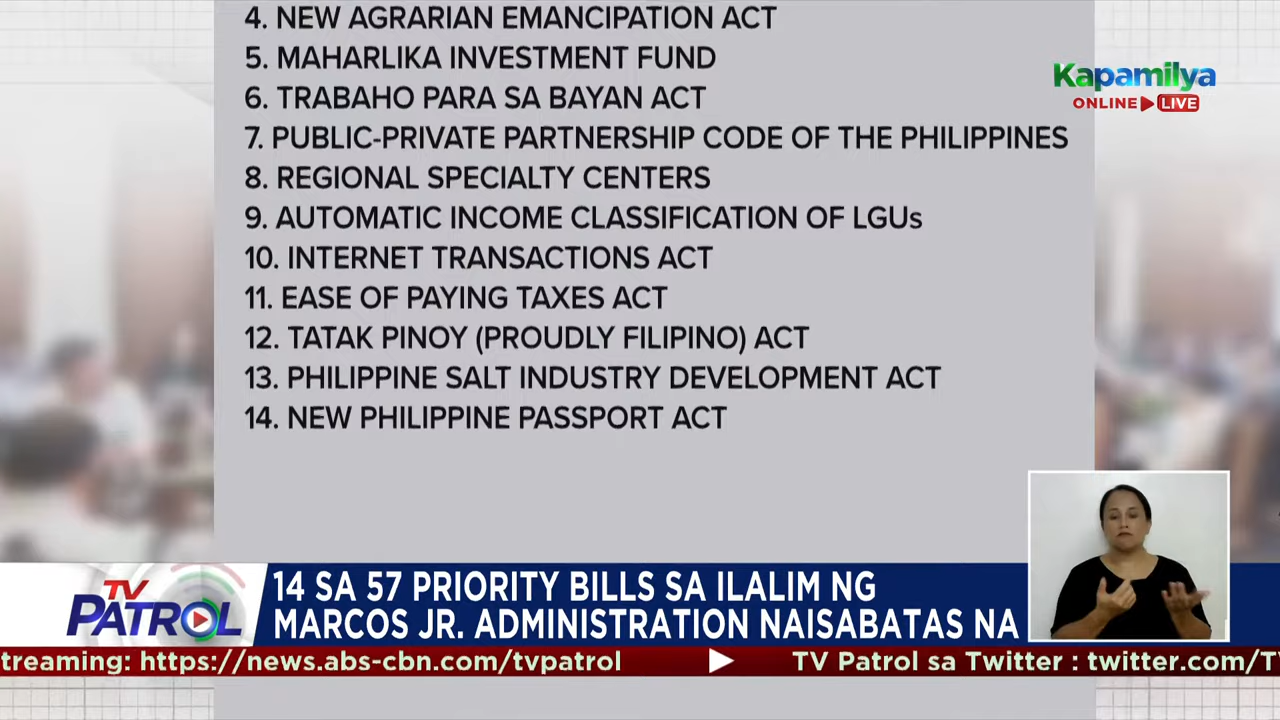 4. NEW AGRARIAN EMANCIPATION ACT
5. MAHARLIKA INVESTMENT FUND
6. TRABAHO PARA SA BAYAN ACT
7. PUBLIC-PRIVATE PARTNERSHIP CODE OF THE PHILIPPINES
8. REGIONAL SPECIALTY CENTERS
9. AUTOMATIC INCOME CLASSIFICATION OF LGUs
10. INTERNET TRANSACTIONS ACT
11. EASE OF PAYING TAXES ACT
12. TATAK PINOY (PROUDLY FILIPINO) ACT
13. PHILIPPINE SALT INDUSTRY DEVELOPMENT ACT
14. NEW PHILIPPINE PASSPORT ACT
Kapamilya
ONLINE LIVE
TV
PATROL
14 SA 57 PRIORITY BILLS SA ILALIM NG
MARCOS JR. ADMINISTRATION NAISABATAS NA
treaming: https://news.abs-cbn.com/tvpatrol TV Patrol sa Twitter : twitter.com/T